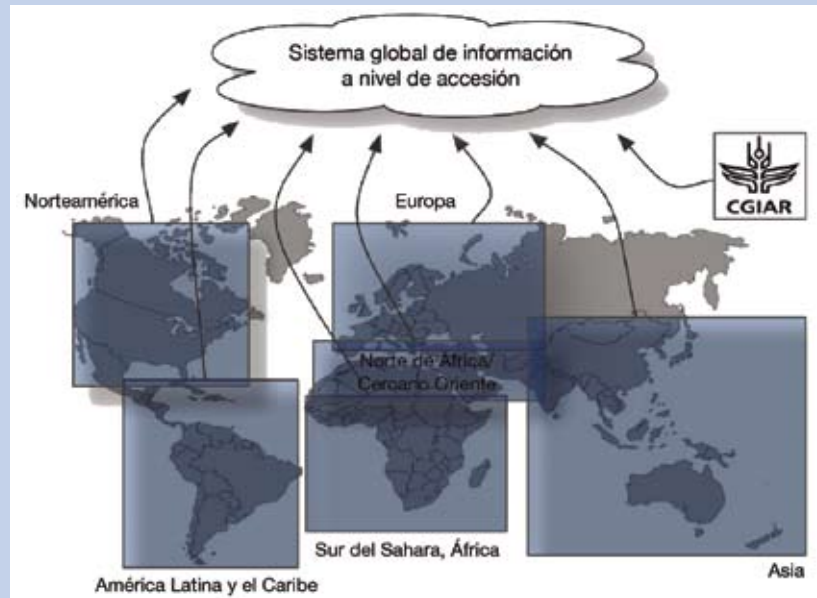 Sistema global de información
a nivel de accesión
Norteamérica
Europa
CGIAR
Norte de África/
Cercano Oriente
Sur del Sahara, África
América Latina y el Caribe
Asia